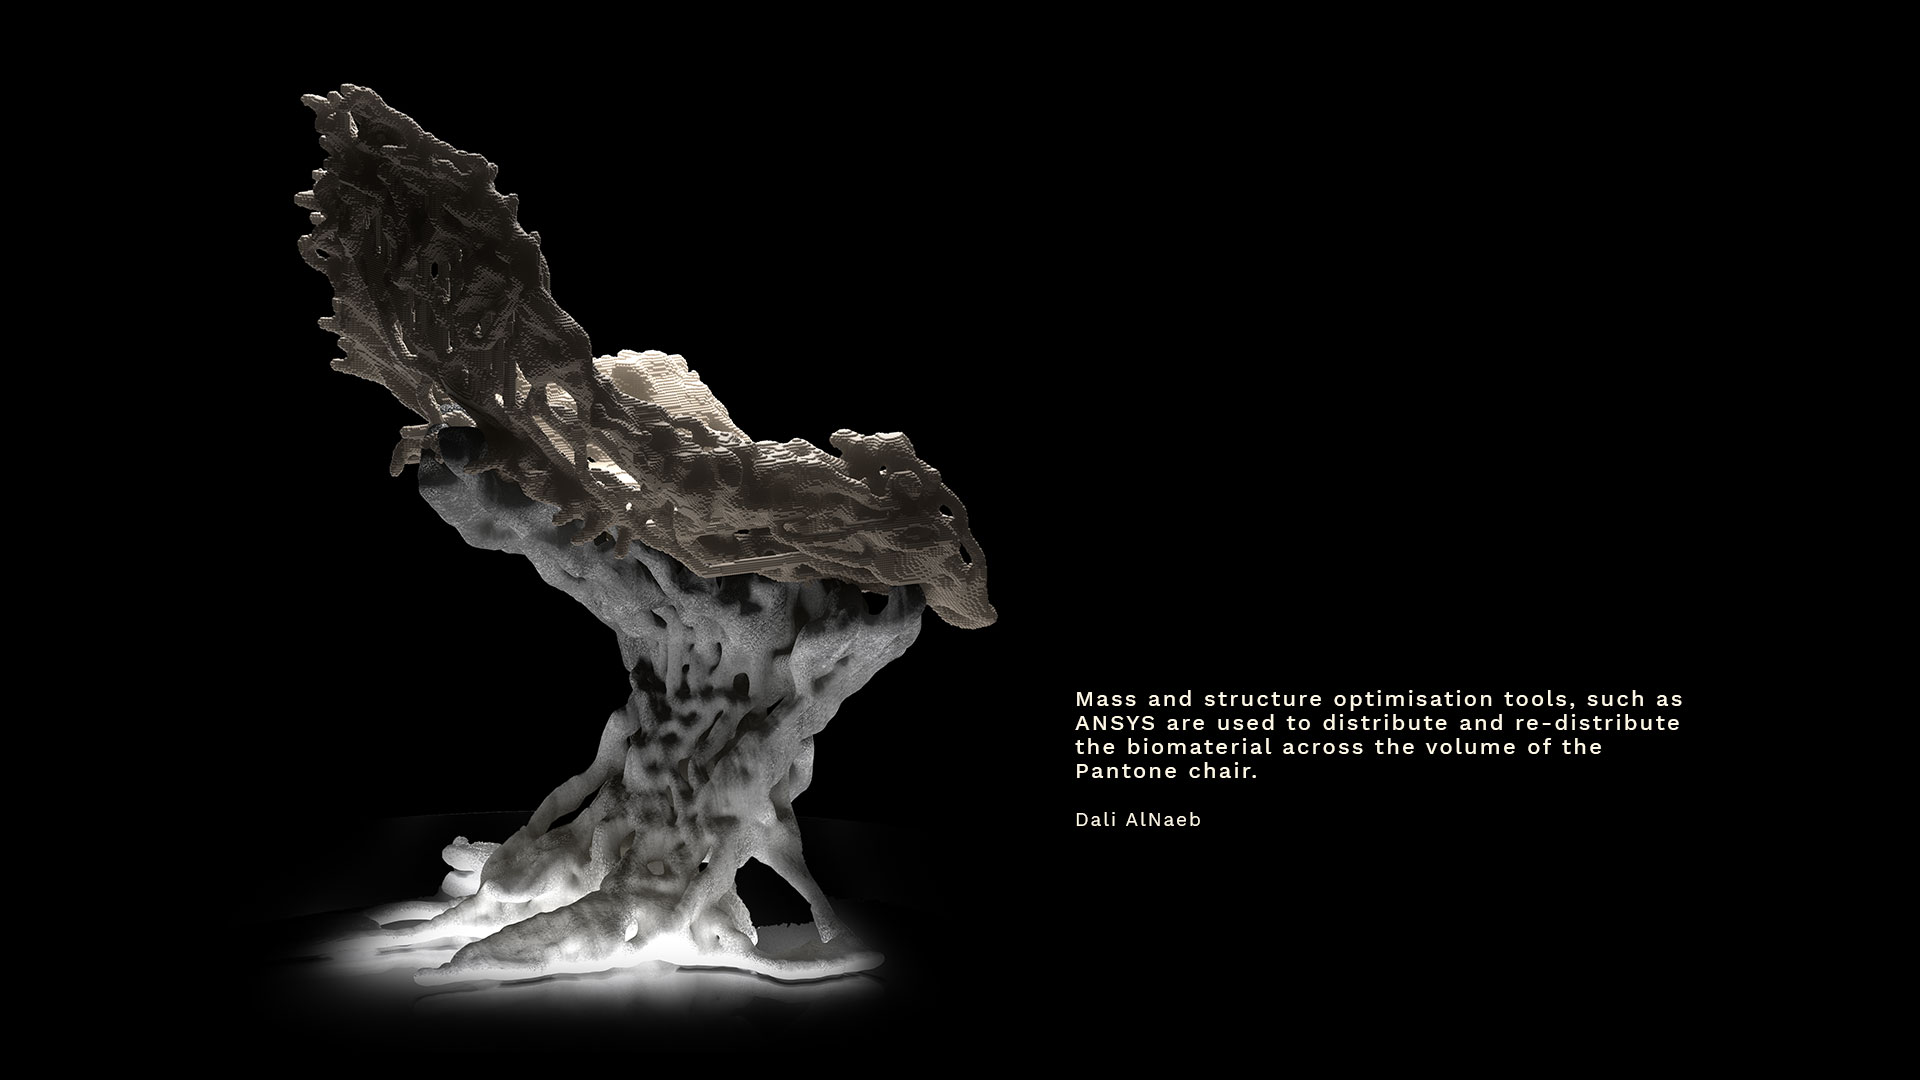 Mass and structure optimisation tools, such as
ANSYS are used to distribute and re-distribute
the biomaterial across the volume of the
Pantone chair.
Dali AlNaeb